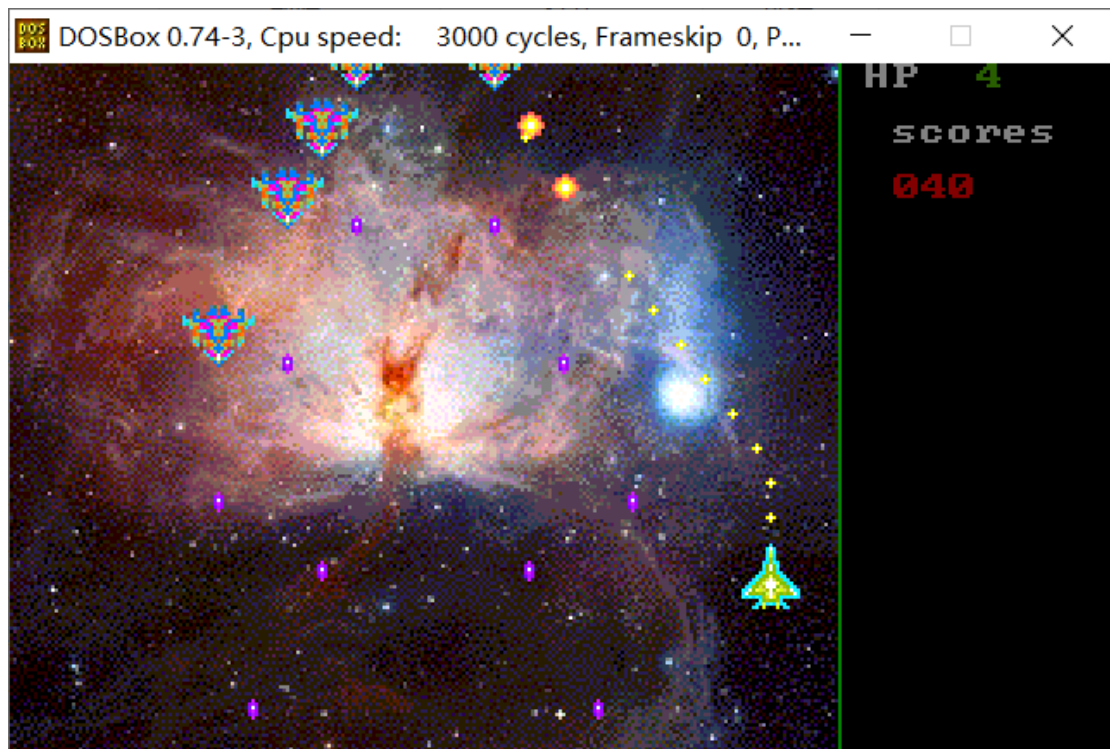 DOS
BOX
DOSBox 0.74-3, Cpu speed: 3000 cycles, Frameskip 0, P...
HP 4
scores
040